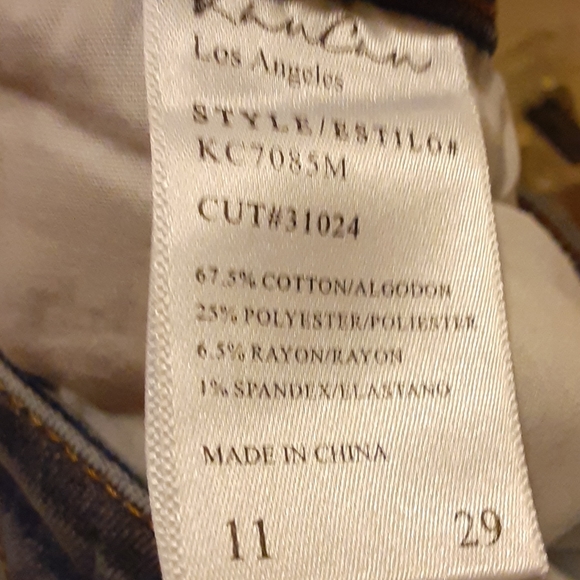 KanCan
Los Angeles
STYLE/ESTILO#
KC7085M
CUT#31024
67.5% COTTON/ALGODON
25% POLYESTER/POLIESTER
6.5% RAYON/RAYON
1% SPANDEX/ELASTANO
MADE IN CHINA
11 29